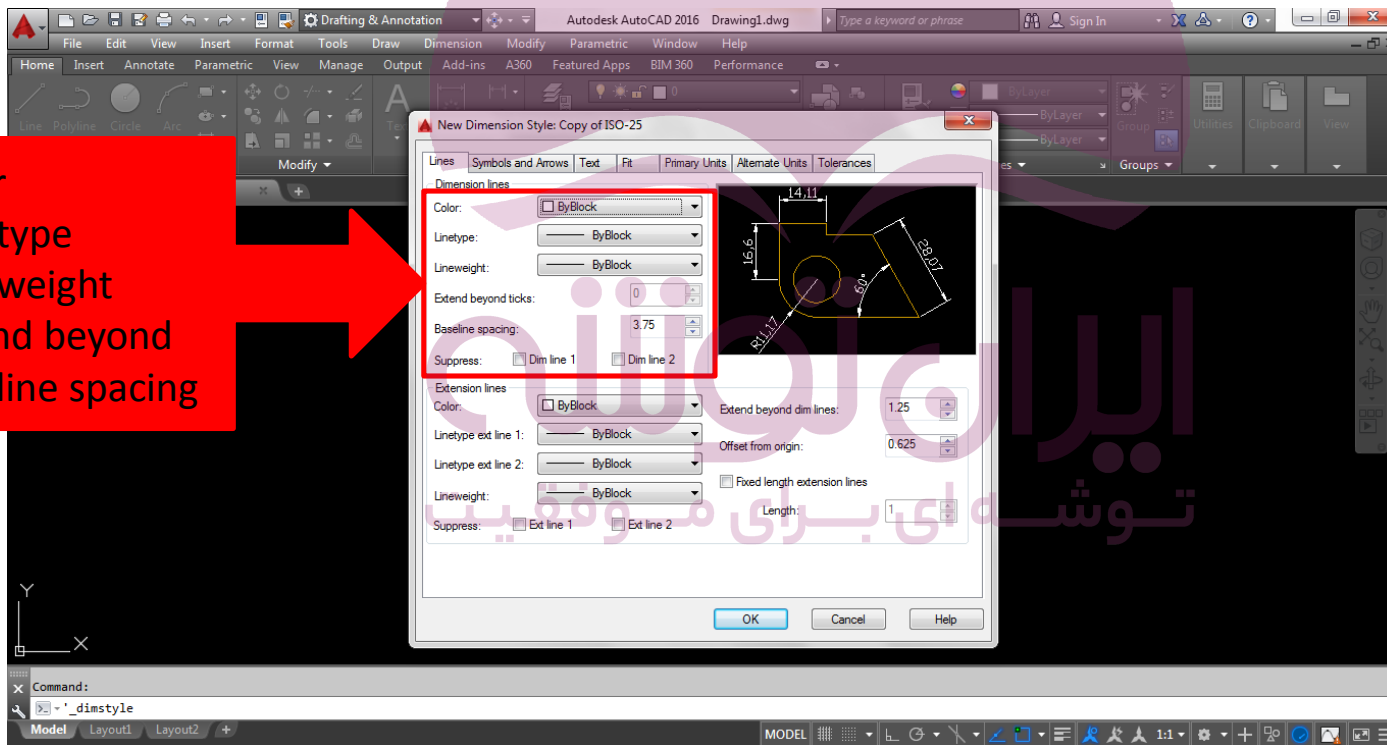 Drafting & Annotation
Autodesk AutoCAD 2016 Drawing1.dwg
Type a keyword or phrase
Sign In
File Edit View Insert Format Tools Draw Dimension Modify Parametric Window Help
Home Insert Annotate Parametric View Manage Output Add-ins A360 Featured Apps BIM 360 Performance
Line Polyline Circle Arc
0
ByLayer
ByLayer
ByLayer
Group
Utilities
Clipboard
View
Modify
Groups
type
weight
beyond
line spacing
New Dimension Style: Copy of ISO-25
Lines Symbols and Arrows Text Fit Primary Units Alternate Units Tolerances
Dimension lines
Color: ByBlock
Linetype: ByBlock
Lineweight: ByBlock
Extend beyond ticks: 0
Baseline spacing: 3.75
Suppress: Dim line 1 Dim line 2
14,11
16,6
28,07
60°
R11,17
Extension lines
Color: ByBlock
Linetype ext line 1: ByBlock
Linetype ext line 2: ByBlock
Lineweight: ByBlock
Suppress: Ext line 1 Ext line 2
Extend beyond dim lines: 1.25
Offset from origin: 0.625
Fixed length extension lines
Length: 1
OK Cancel Help
ایران توشه
توشه ای برای موفقیت
Y
X
Command:
'_dimstyle
Model Layout1 Layout2 +
MODEL 1:1